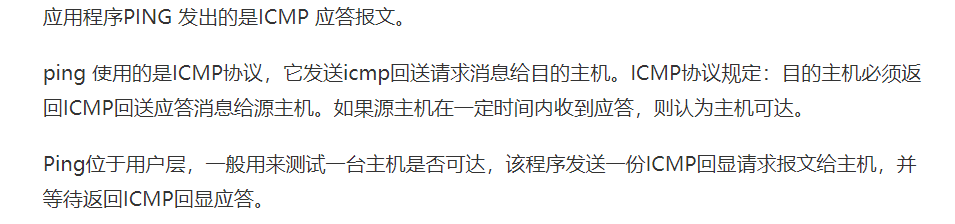 应用程序PING 发出的是ICMP 应答报文。
ping 使用的是ICMP协议，它发送icmp回送请求消息给目的主机。ICMP协议规定：目的主机必须返
回ICMP回送应答消息给源主机。如果源主机在一定时间内收到应答，则认为主机可达。
Ping位于用户层，一般用来测试一台主机是否可达，该程序发送一份ICMP回显请求报文给主机，并
等待返回ICMP回显应答。